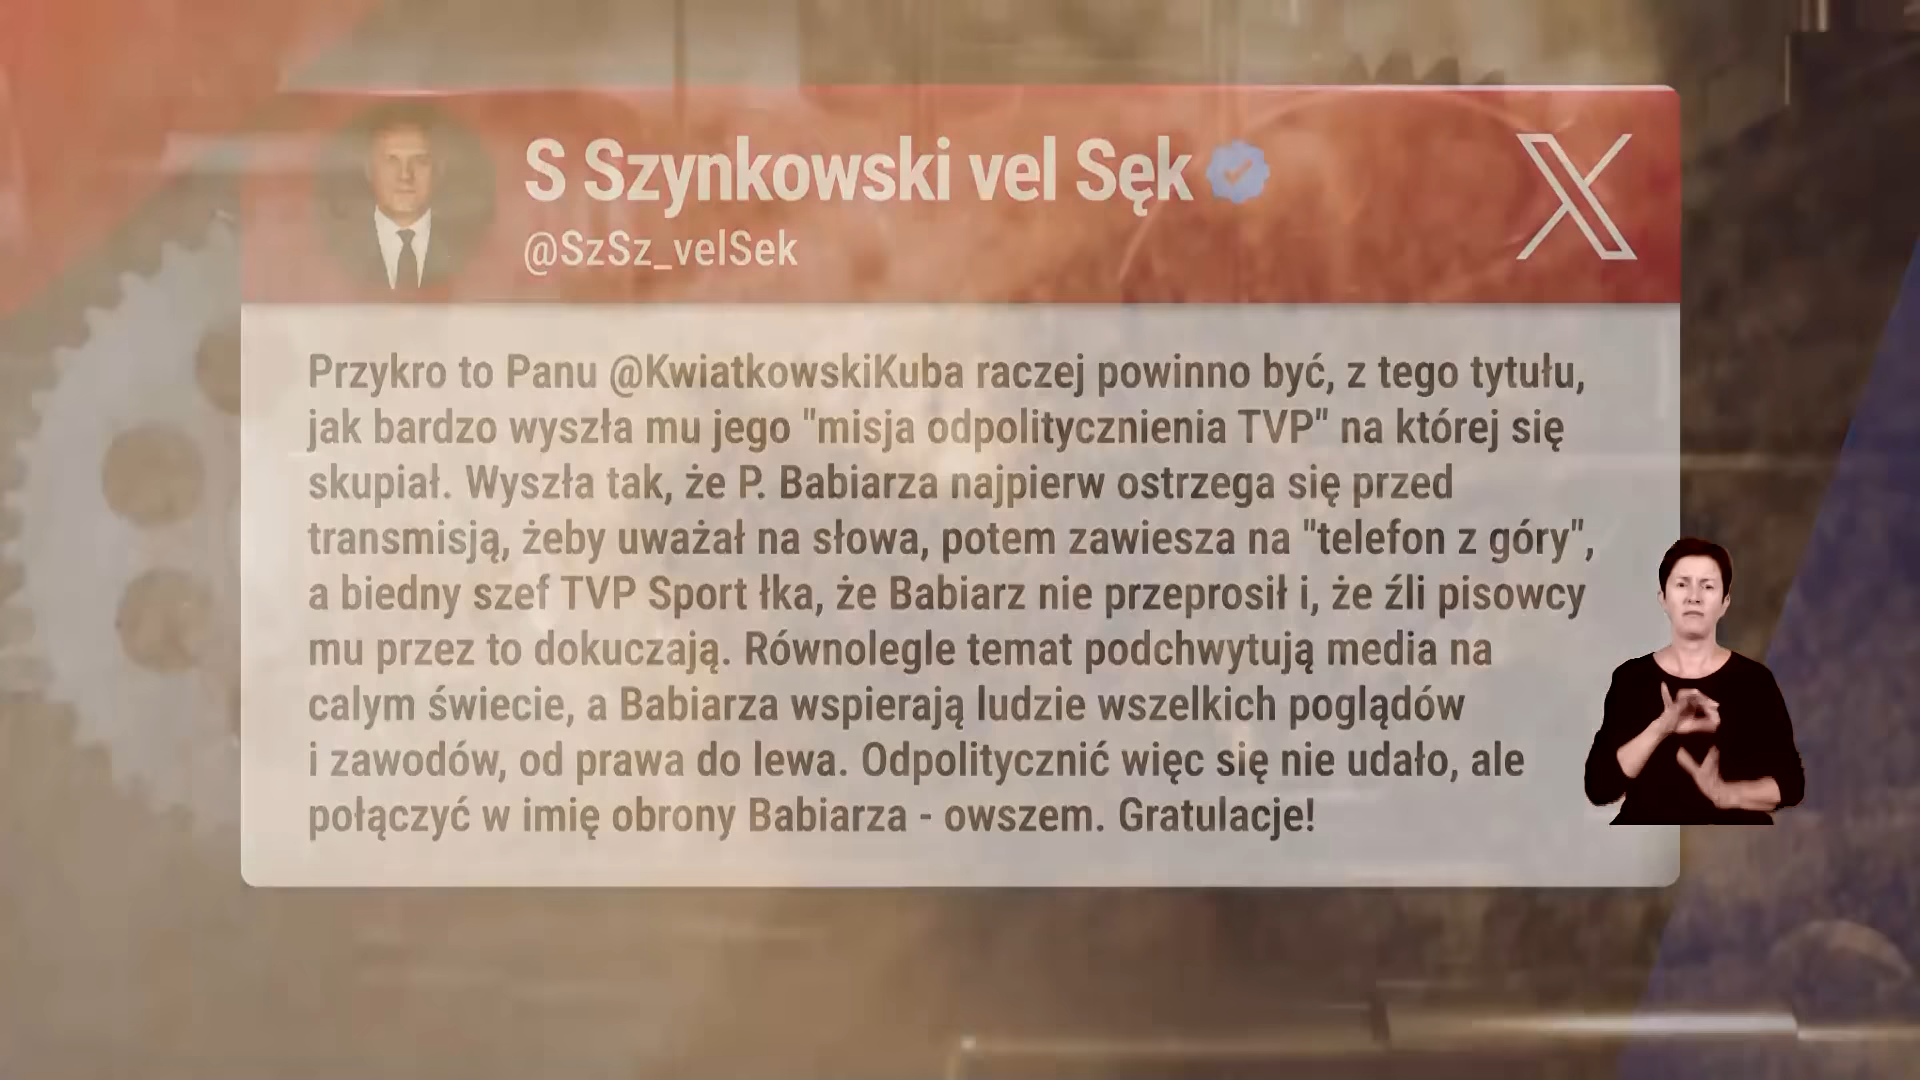 S Szynkowski vel Sęk
@SzSz_velSek
Przykro to Panu @KwiatkowskiKuba raczej powinno być, z tego tytułu,
jak bardzo wyszła mu jego "misja odpolitycznienia TVP" na której się
skupiał. Wyszła tak, że P. Babiarza najpierw ostrzega się przed
transmisją, żeby uważał na słowa, potem zawiesza na "telefon z góry",
a biedny szef TVP Sport łka, że Babiarz nie przeprosił i, że źli pisowcy
mu przez to dokuczają. Równolegle temat podchwytują media na
calym świecie, a Babiarza wspierają ludzie wszelkich poglądów
i zawodów, od prawa do lewa. Odpolitycznić więc się nie udało, ale
połączyć w imię obrony Babiarza - owszem. Gratulacje!